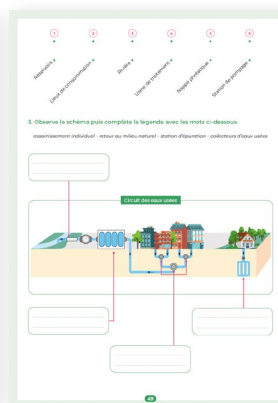 1 2 3 4 5 6
Réservoirs • Lieux de consommation • Rivière • Usine de traitement • Nappe phréatique • Station de pompage •
3. Observe le schéma puis complète la légende avec les mots ci-dessous.
assainissement individuel - retour au milieu naturel - station d'épuration - collecteurs d'eaux usées
Circuit des eaux usées
49